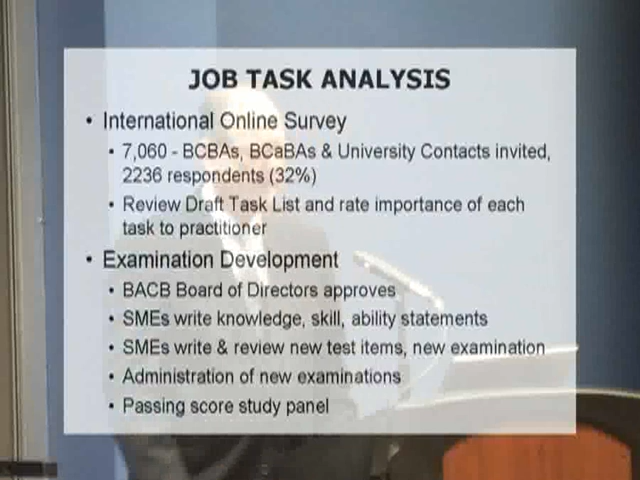 JOB TASK ANALYSIS
• International Online Survey
• 7,060 - BCBAs, BCaBAs & University Contacts invited,
2236 respondents (32%)
• Review Draft Task List and rate importance of each
task to practitioner
• Examination Development
• BACB Board of Directors approves
• SMEs write knowledge, skill, ability statements
• SMEs write & review new test items, new examination
• Administration of new examinations
• Passing score study panel